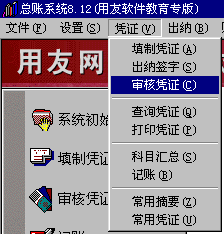 总账系统8.12(用友软件教育专版)
文件(F) 设置(S) 凭证(V) 出纳(B)
用友网
填制凭证(A)
出纳签字(S)
审核凭证(C)
查询凭证(Q)
打印凭证(P)
科目汇总(S)
记账(B)
常用摘要(Z)
常用凭证(U)
系统初始
填制凭证
审核凭证